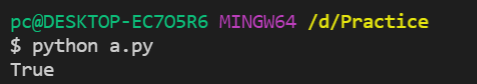 pc@DESKTOP-EC7O5R6 MINGW64 /d/Practice
$ python a.py
True